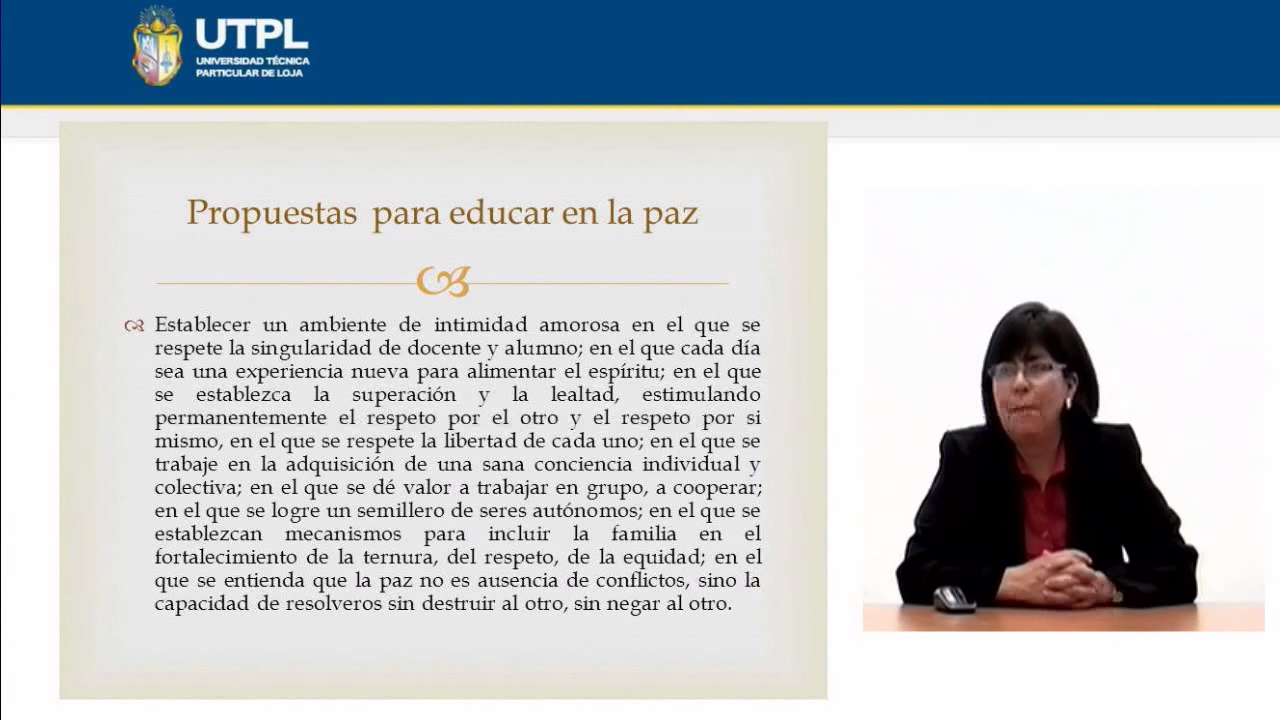 UTPL
UNIVERSIDAD TÉCNICA
PARTICULAR DE LOJA
Propuestas para educar en la paz
Establecer un ambiente de intimidad amorosa en el que se
respete la singularidad de docente y alumno; en el que cada día
sea una experiencia nueva para alimentar el espíritu; en el que
se establezca la superación y la lealtad, estimulando
permanentemente el respeto por el otro y el respeto por si
mismo, en el que se respete la libertad de cada uno; en el que se
trabaje en la adquisición de una sana conciencia individual y
colectiva; en el que se dé valor a trabajar en grupo, a cooperar;
en el que se logre un semillero de seres autónomos; en el que se
establezcan mecanismos para incluir la familia en el
fortalecimiento de la ternura, del respeto, de la equidad; en el
que se entienda que la paz no es ausencia de conflictos, sino la
capacidad de resolveros sin destruir al otro, sin negar al otro.